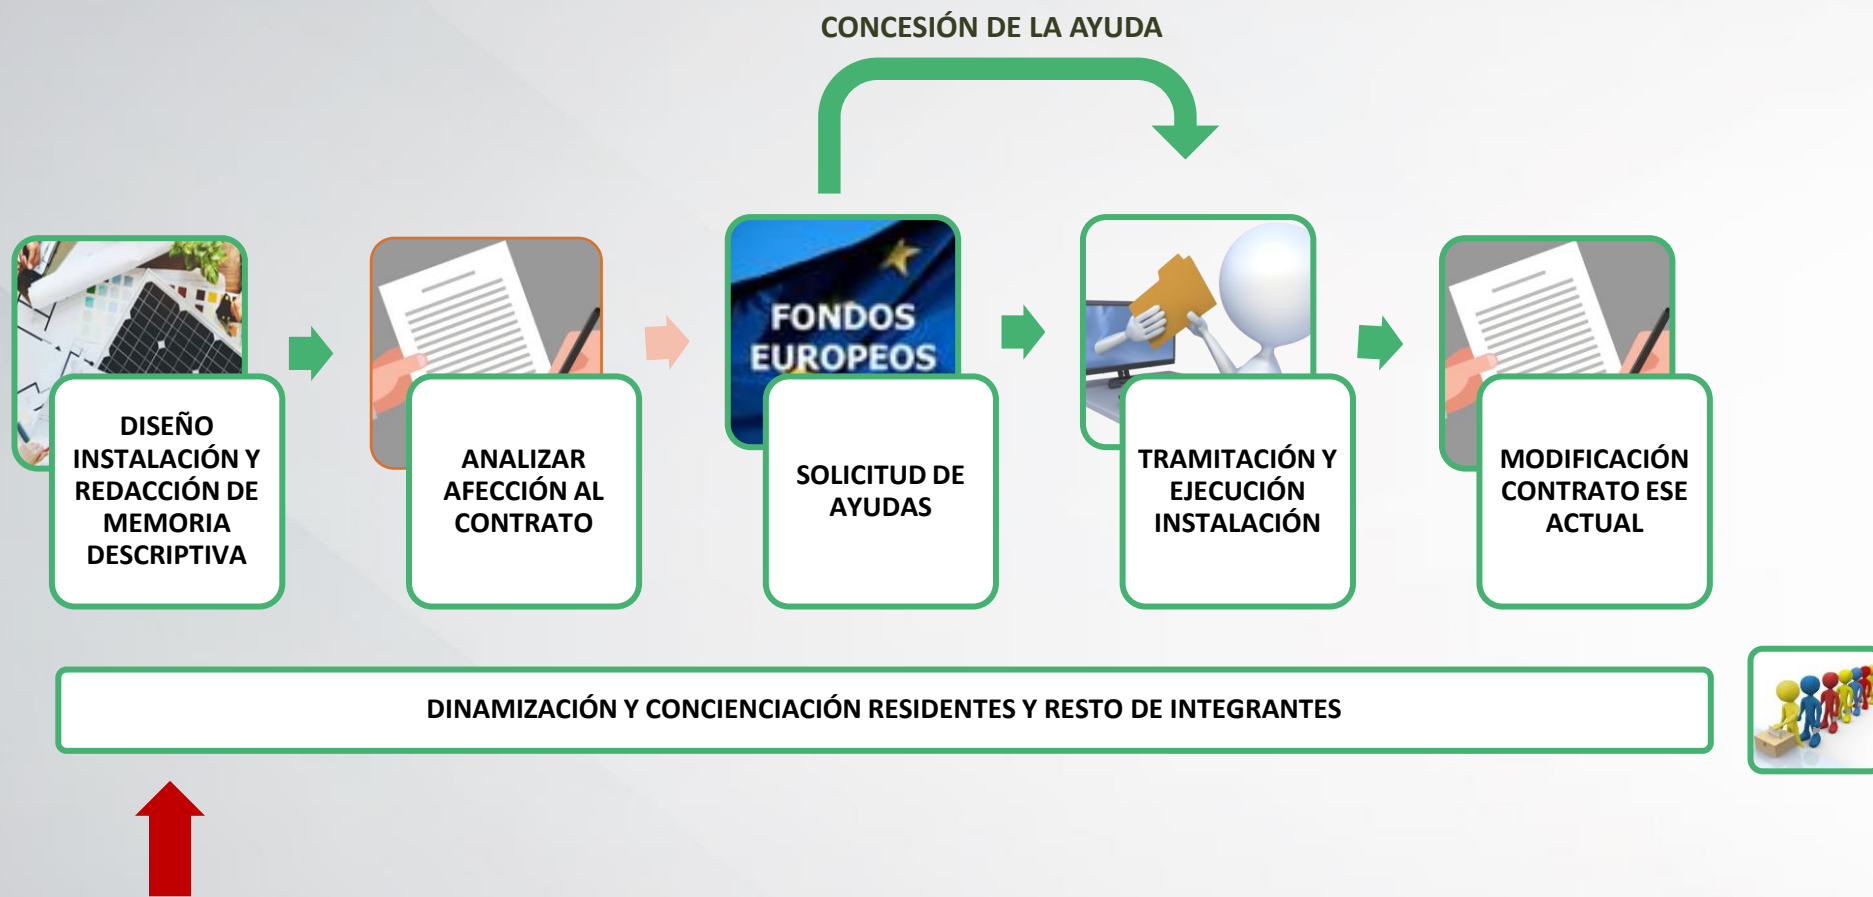 CONCESIÓN DE LA AYUDA
FONDOS
EUROPEOS
DISEÑO
INSTALACIÓN Y
REDACCIÓN DE
MEMORIA
DESCRIPTIVA
ANALIZAR
AFECCIÓN AL
CONTRATO
SOLICITUD DE
AYUDAS
TRAMITACIÓN Y
EJECUCIÓN
INSTALACIÓN
MODIFICACIÓN
CONTRATO ESE
ACTUAL
DINAMIZACIÓN Y CONCIENCIACIÓN RESIDENTES Y RESTO DE INTEGRANTES